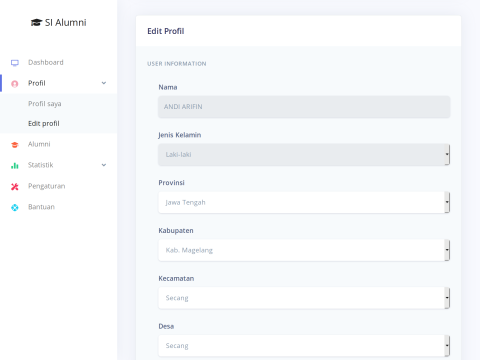 SI Alumni
Dashboard
Profil
Profil saya
Edit profil
Alumni
Statistik
Pengaturan
Bantuan
Edit Profil
USER INFORMATION
Nama
ANDI ARIFIN
Jenis Kelamin
Laki-laki
Provinsi
Jawa Tengah
Kabupaten
Kab. Magelang
Kecamatan
Secang
Desa
Secang